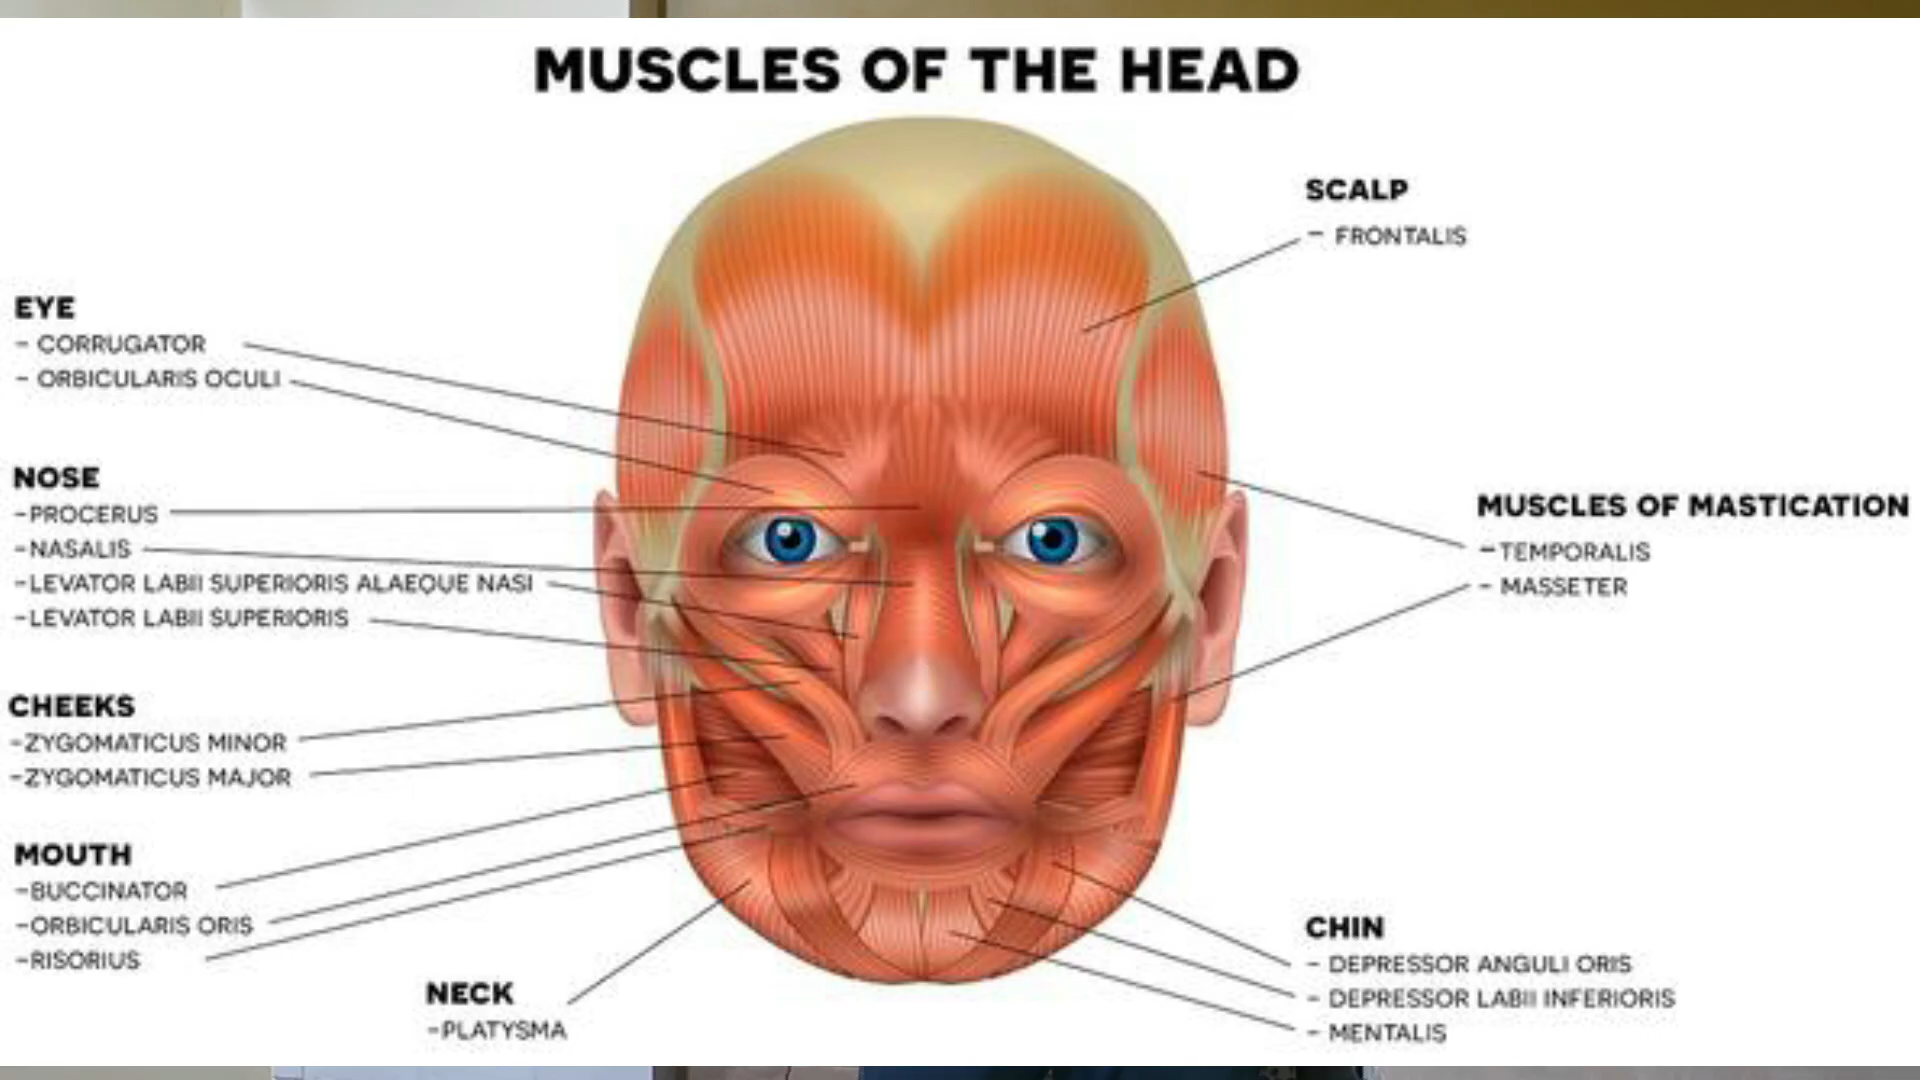 MUSCLES OF THE HEAD
SCALP
- FRONTALIS
EYE
- CORRUGATOR
- ORBICULARIS OCULI
NOSE
-PROCERUS
-NASALIS
-LEVATOR LABII SUPERIORIS ALAEQUE NASI
-LEVATOR LABII SUPERIORIS
MUSCLES OF MASTICATION
-TEMPORALIS
- MASSETER
CHEEKS
-ZYGOMATICUS MINOR
-ZYGOMATICUS MAJOR
MOUTH
-BUCCINATOR
-ORBICULARIS ORIS
-RISORIUS
NECK
-PLATYSMA
CHIN
- DEPRESSOR ANGULI ORIS
- DEPRESSOR LABII INFERIORIS
- MENTALIS